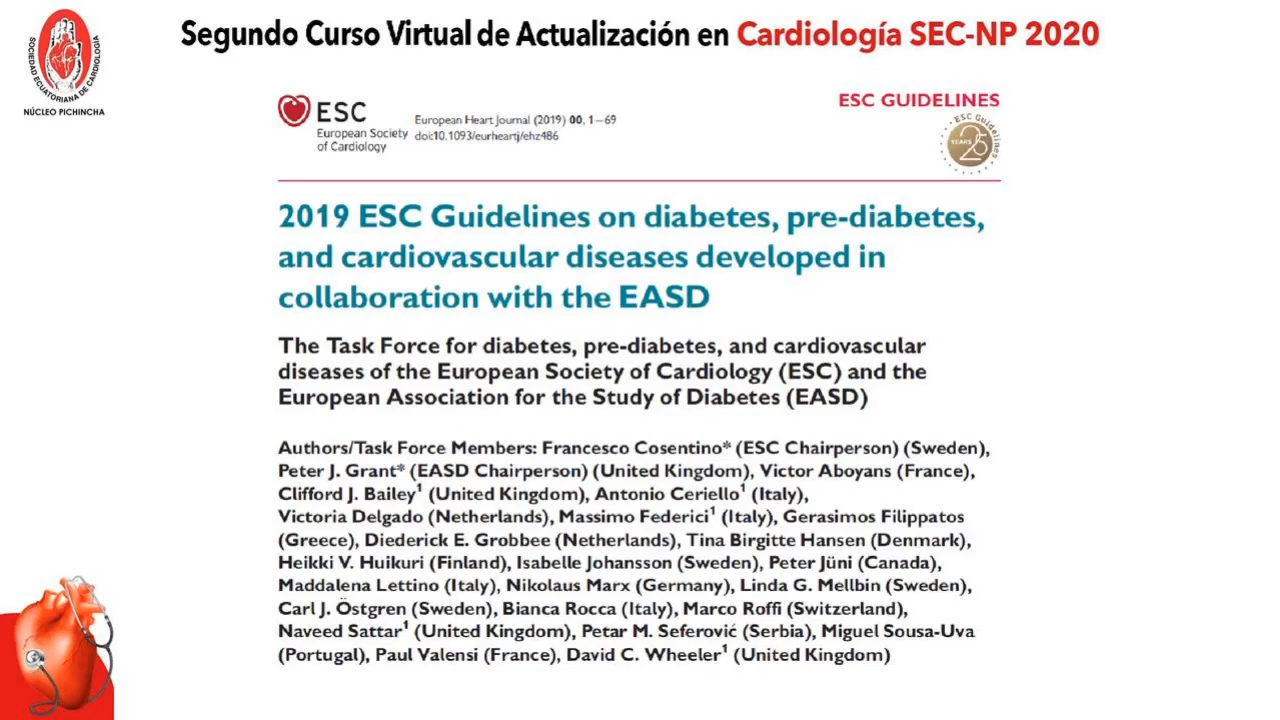 Segundo Curso Virtual de Actualización en Cardiología SEC-NP 2020
SOCIEDAD ECUATORIANA DE CARDIOLOGÍA
NÚCLEO PICHINCHA
ESC
European Society
of Cardiology
European Heart Journal (2019) 00, 1–69
doi:10.1093/eurheartj/ehz486
ESC GUIDELINES
ESC Guidelines
YEARS 25
2019 ESC Guidelines on diabetes, pre-diabetes,
and cardiovascular diseases developed in
collaboration with the EASD
The Task Force for diabetes, pre-diabetes, and cardiovascular
diseases of the European Society of Cardiology (ESC) and the
European Association for the Study of Diabetes (EASD)
Authors/Task Force Members: Francesco Cosentino* (ESC Chairperson) (Sweden),
Peter J. Grant* (EASD Chairperson) (United Kingdom), Victor Aboyans (France),
Clifford J. Bailey¹ (United Kingdom), Antonio Ceriello¹ (Italy),
Victoria Delgado (Netherlands), Massimo Federici¹ (Italy), Gerasimos Filippatos
(Greece), Diederick E. Grobbee (Netherlands), Tina Birgitte Hansen (Denmark),
Heikki V. Huikuri (Finland), Isabelle Johansson (Sweden), Peter Jüni (Canada),
Maddalena Lettino (Italy), Nikolaus Marx (Germany), Linda G. Mellbin (Sweden),
Carl J. Östgren (Sweden), Bianca Rocca (Italy), Marco Roffi (Switzerland),
Naveed Sattar¹ (United Kingdom), Petar M. Seferović (Serbia), Miguel Sousa-Uva
(Portugal), Paul Valensi (France), David C. Wheeler¹ (United Kingdom)